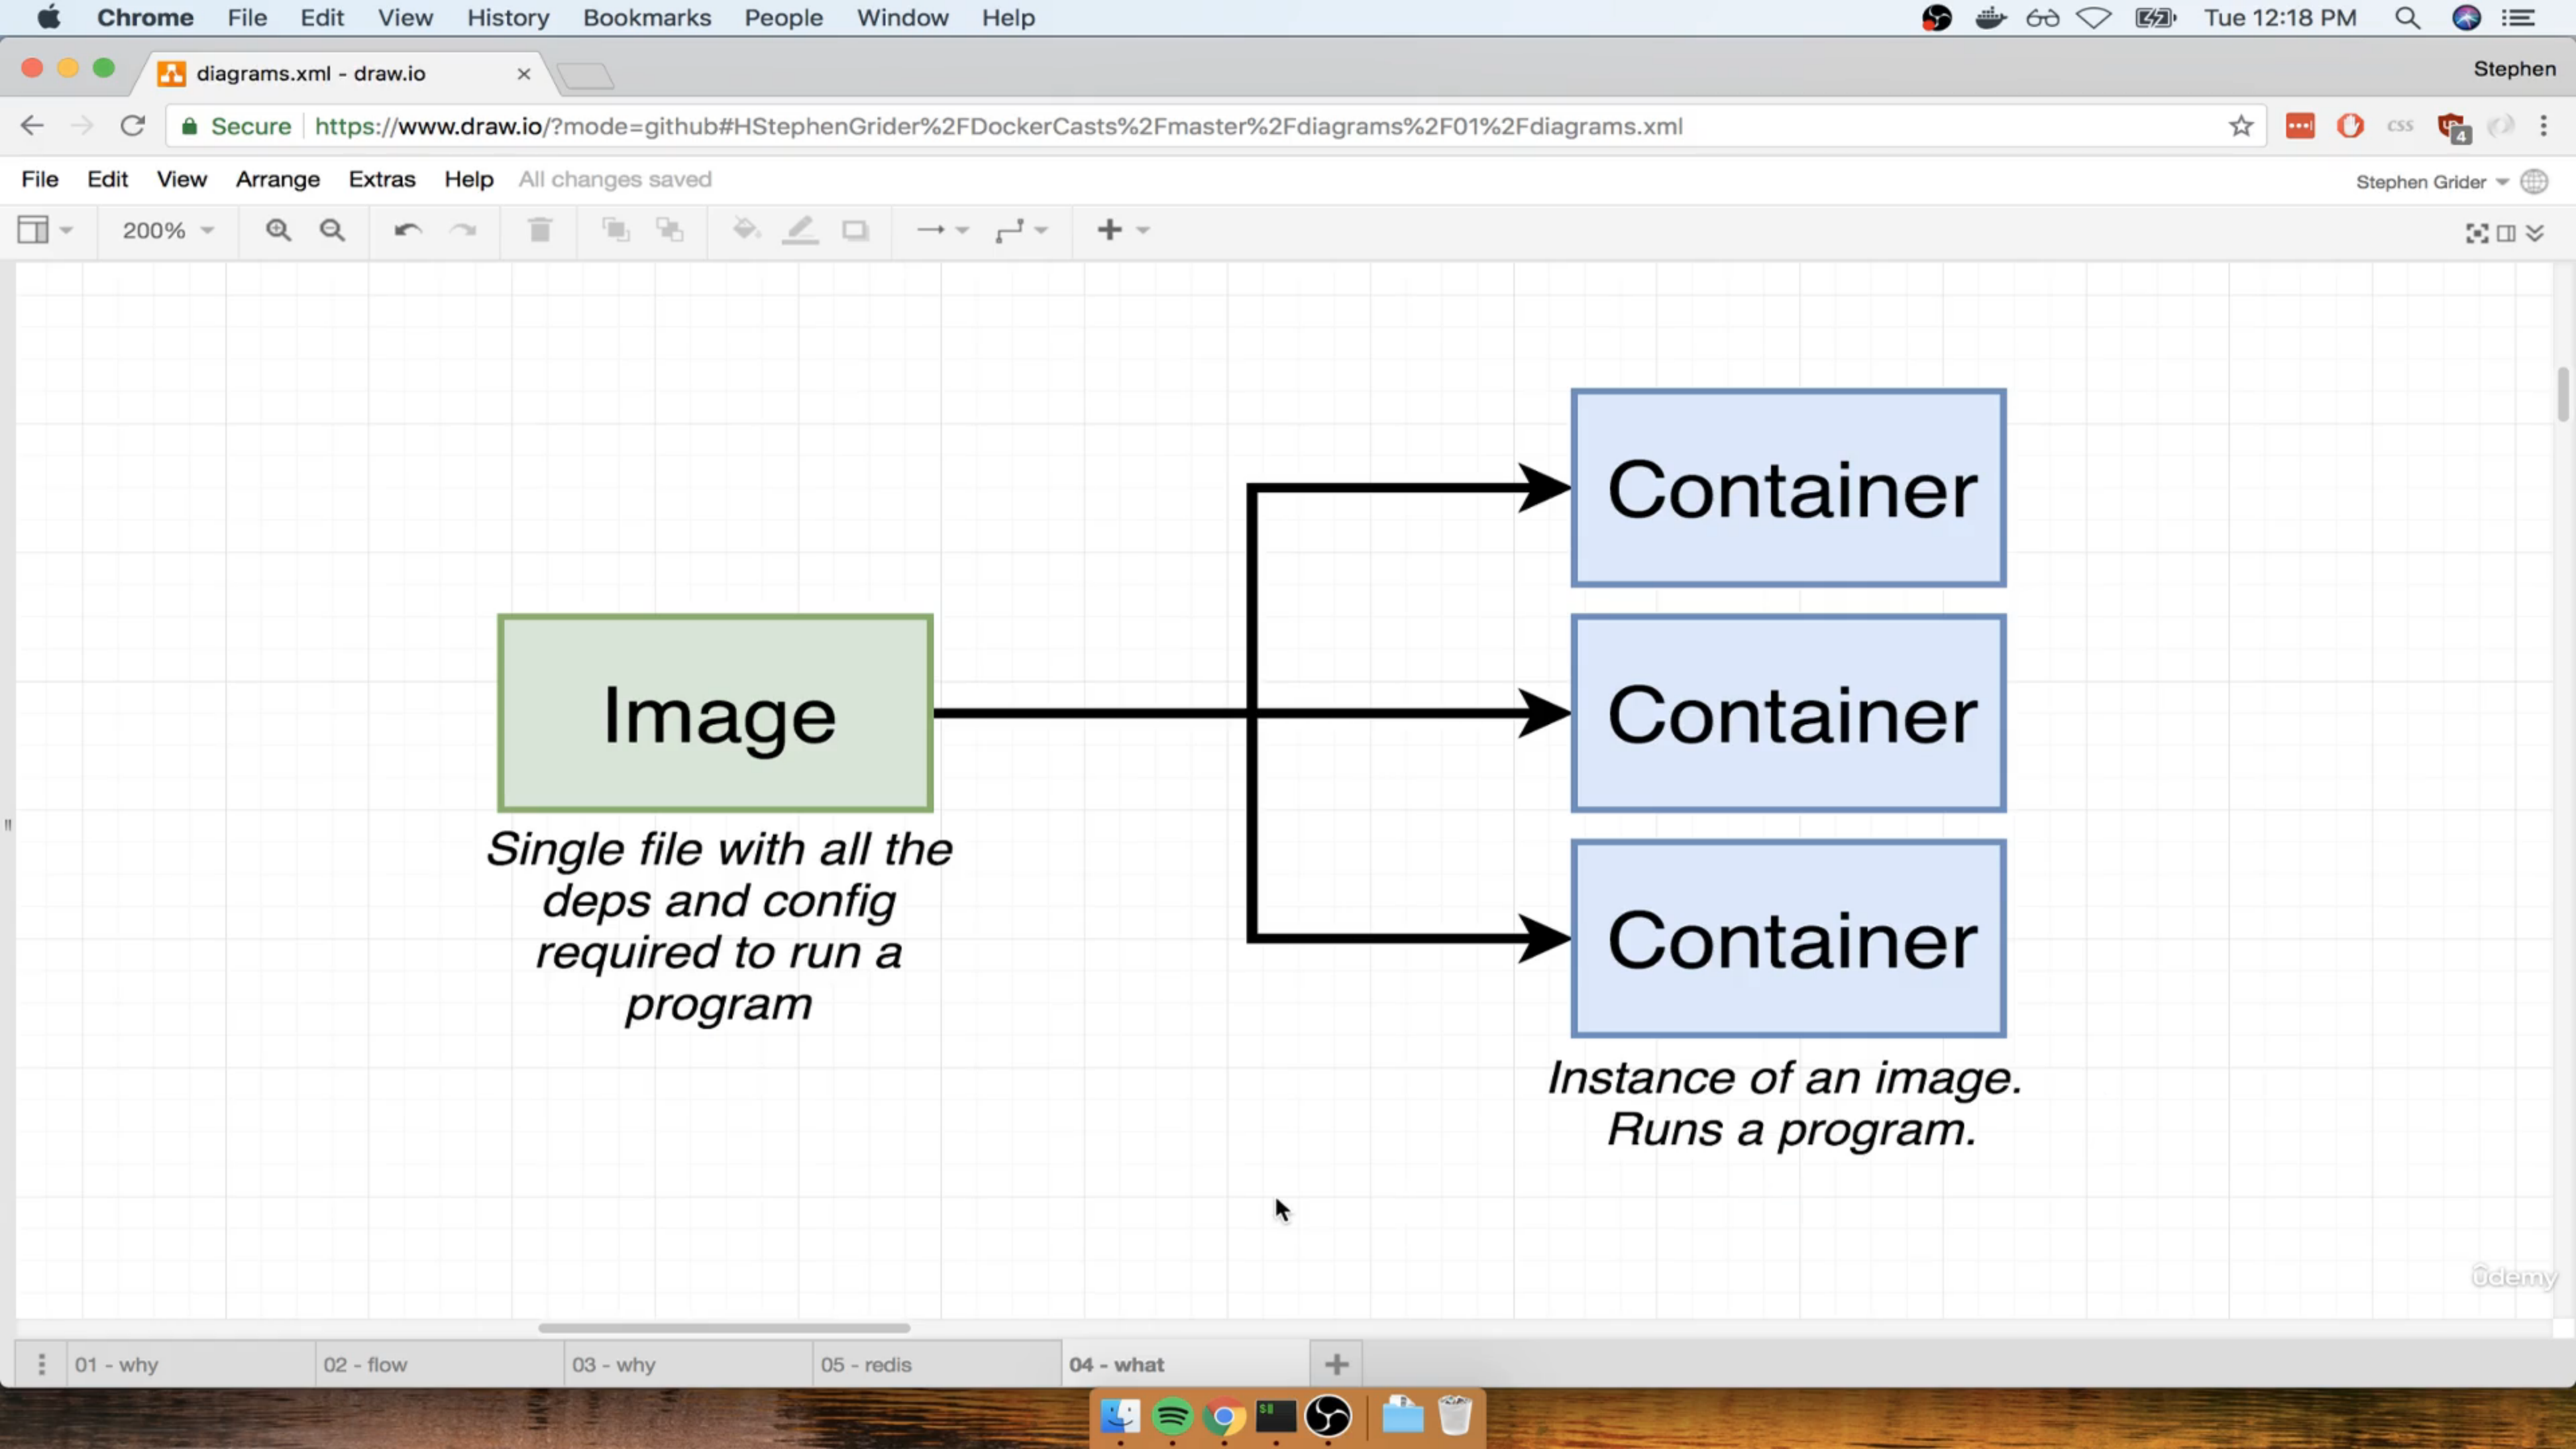 Chrome File Edit View History Bookmarks People Window Help Tue 12:18 PM
diagrams.xml - draw.io Stephen
Secure https://www.draw.io/?mode=github#HStephenGrider%2FDockerCasts%2Fmaster%2Fdiagrams%2F01%2Fdiagrams.xml CSS 4
File Edit View Arrange Extras Help All changes saved Stephen Grider
200%
Container
Image
Container
Container
Single file with all the
deps and config
required to run a
program
Instance of an image.
Runs a program.
ûdemy
01 - why 02 - flow 03 - why 05 - redis 04 - what